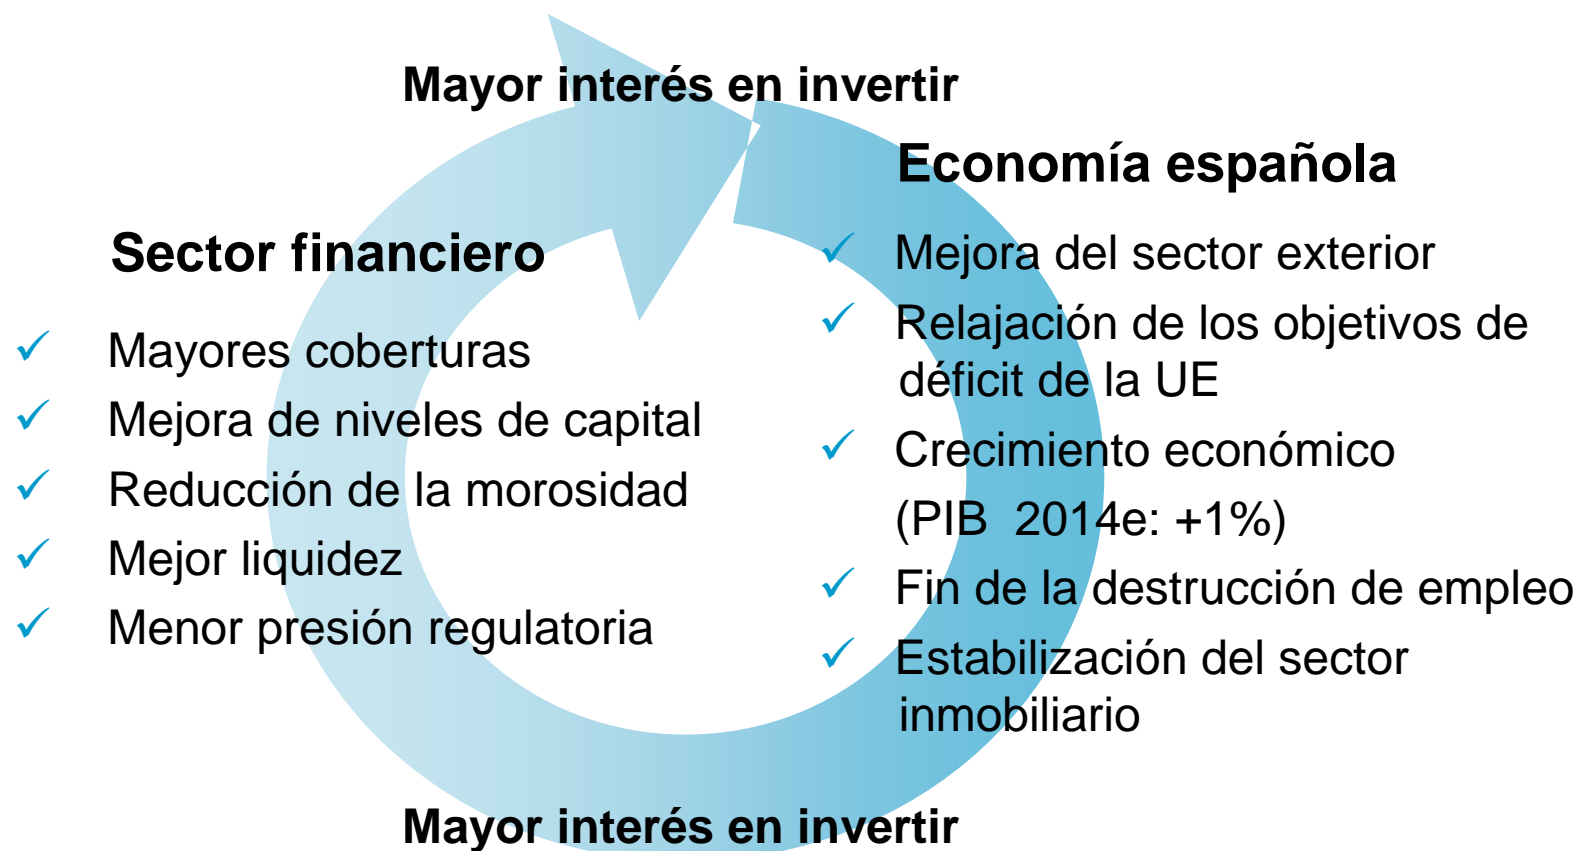 Mayor interés en invertir
Economía española
Mejora del sector exterior
Relajación de los objetivos de
déficit de la UE
Crecimiento económico
(PIB 2014e: +1%)
Fin de la destrucción de empleo
Estabilización del sector
inmobiliario
Sector financiero
Mayores coberturas
Mejora de niveles de capital
Reducción de la morosidad
Mejor liquidez
Menor presión regulatoria
Mayor interés en invertir